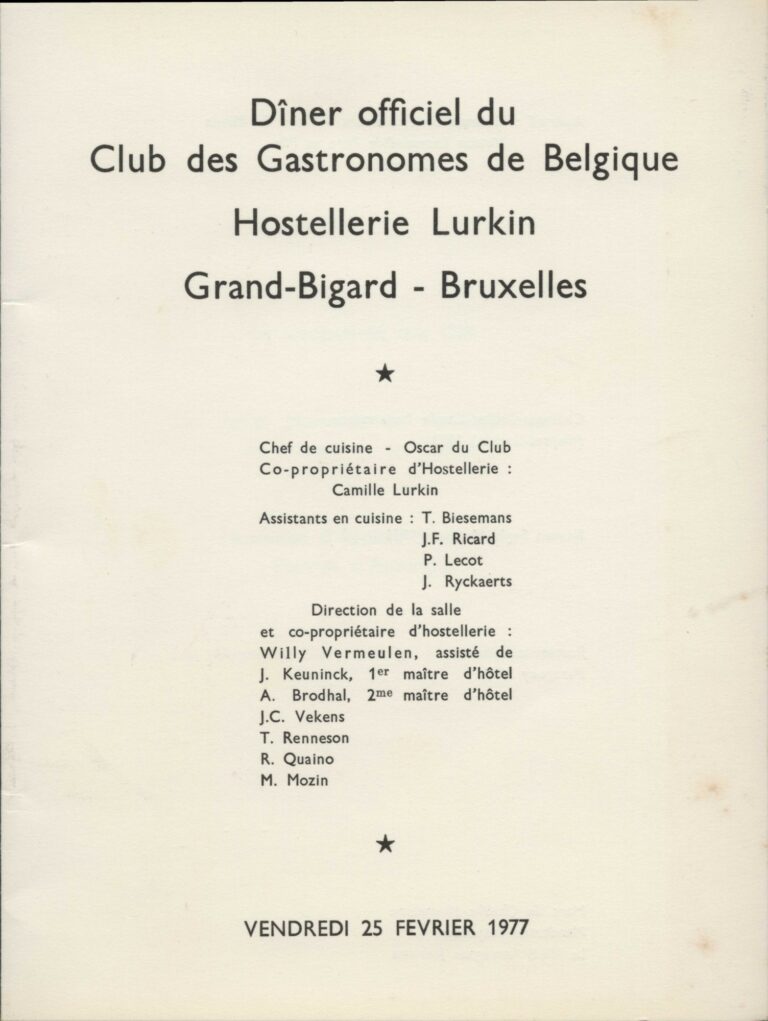 Dîner officiel du
Club des Gastronomes de Belgique
Hostellerie Lurkin
Grand-Bigard - Bruxelles
★
Chef de cuisine - Oscar du Club
Co-propriétaire d'Hostellerie :
Camille Lurkin
Assistants en cuisine : T. Biesemans
J.F. Ricard
P. Lecot
J. Ryckaerts
Direction de la salle
et co-propriétaire d'hostellerie :
Willy Vermeulen, assisté de
J. Keuninck, 1er maître d'hôtel
A. Brodhal, 2me maître d'hôtel
J.C. Vekens
T. Renneson
R. Quaino
M. Mozin
★
VENDREDI 25 FEVRIER 1977